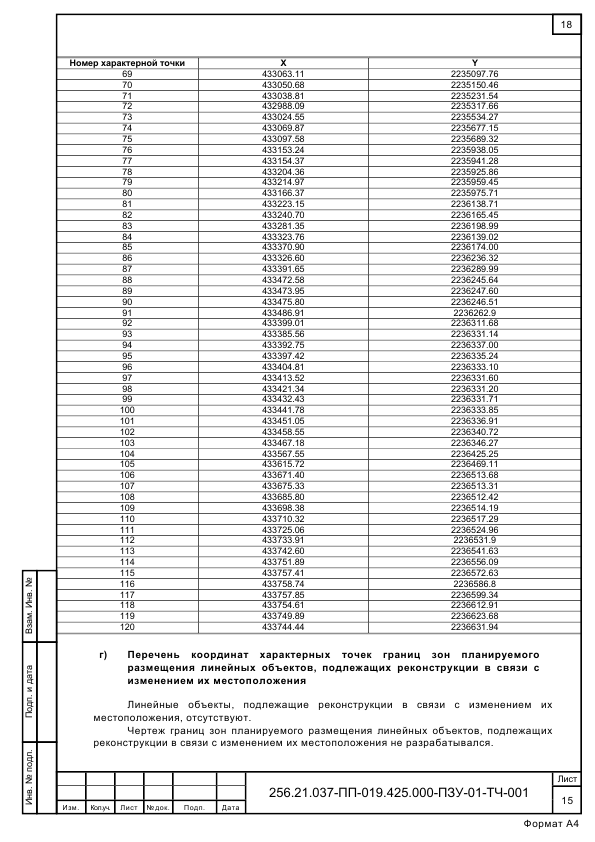 18
Номер характерной точки X Y
69 433063.11 2235097.76
70 433050.68 2235150.46
71 433038.81 2235231.54
72 432988.09 2235317.66
73 433024.55 2235534.27
74 433069.87 2235677.15
75 433097.58 2235689.32
76 433153.24 2235938.05
77 433154.37 2235941.28
78 433204.36 2235925.86
79 433214.97 2235959.45
80 433166.37 2235975.71
81 433223.15 2236138.71
82 433240.70 2236165.45
83 433281.35 2236198.99
84 433323.76 2236139.02
85 433370.90 2236174.00
86 433326.60 2236236.32
87 433391.65 2236289.99
88 433472.58 2236245.64
89 433473.95 2236247.60
90 433475.80 2236246.51
91 433486.91 2236262.9
92 433399.01 2236311.68
93 433385.56 2236331.14
94 433392.75 2236337.00
95 433397.42 2236335.24
96 433404.81 2236333.10
97 433413.52 2236331.60
98 433421.34 2236331.20
99 433432.43 2236331.71
100 433441.78 2236333.85
101 433451.05 2236336.91
102 433458.55 2236340.72
103 433467.18 2236346.27
104 433567.55 2236425.25
105 433615.72 2236469.11
106 433671.40 2236513.68
107 433675.33 2236513.31
108 433685.80 2236512.42
109 433698.38 2236514.19
110 433710.32 2236517.29
111 433725.06 2236524.96
112 433733.91 2236531.9
113 433742.60 2236541.63
114 433751.89 2236556.09
115 433757.41 2236572.63
116 433758.74 2236586.8
117 433757.85 2236599.34
118 433754.61 2236612.91
119 433749.89 2236623.68
120 433744.44 2236631.94
г) Перечень координат характерных точек границ зон планируемого
размещения линейных объектов, подлежащих реконструкции в связи с
изменением их местоположения
Линейные объекты, подлежащие реконструкции в связи с изменением их
местоположения, отсутствуют.
Чертеж границ зон планируемого размещения линейных объектов, подлежащих
реконструкции в связи с изменением их местоположения не разрабатывался.
Взам. Инв. №
Подп. и дата
Инв. № подл.
Изм. Колуч. Лист №док. Подп. Дата
256.21.037-ПП-019.425.000-ПЗУ-01-ТЧ-001
Лист
15
Формат А4